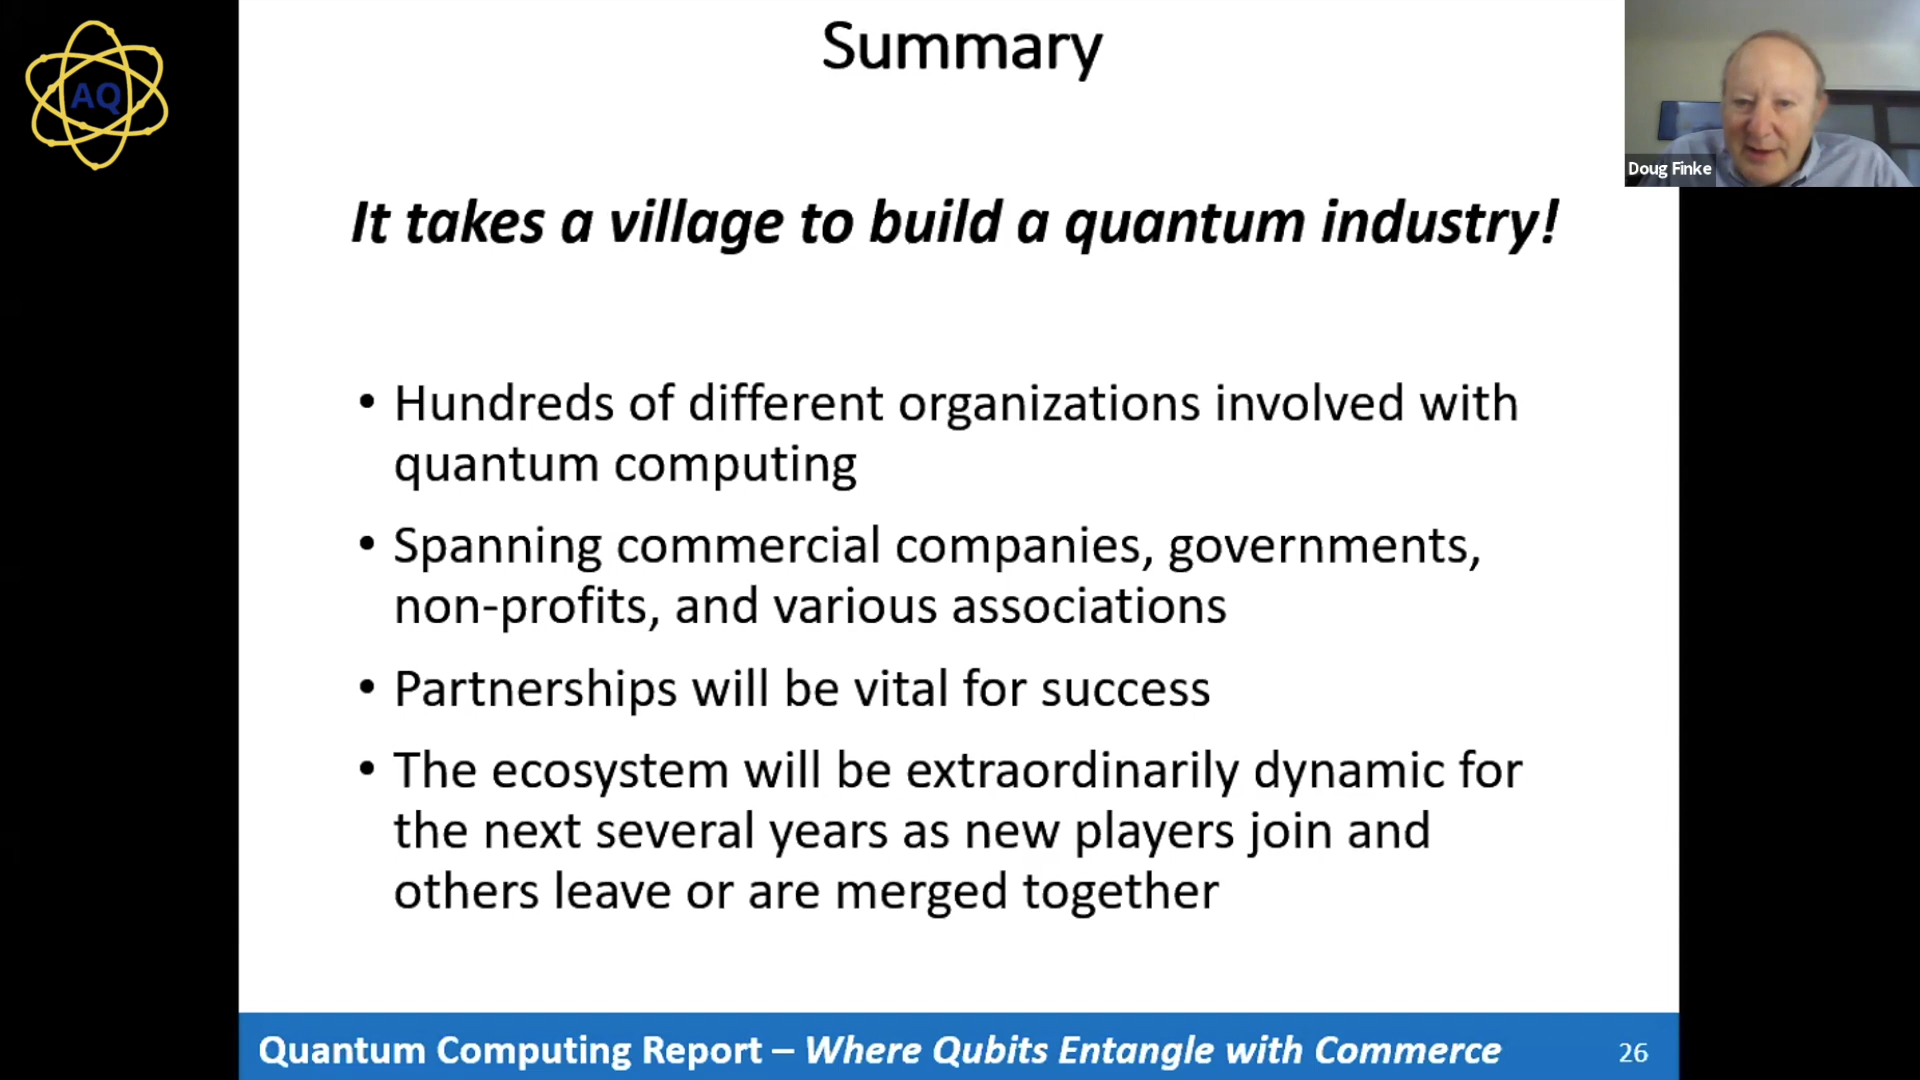 Summary
AQ
Doug Finke
It takes a village to build a quantum industry!
• Hundreds of different organizations involved with
quantum computing
• Spanning commercial companies, governments,
non-profits, and various associations
• Partnerships will be vital for success
• The ecosystem will be extraordinarily dynamic for
the next several years as new players join and
others leave or are merged together
Quantum Computing Report – Where Qubits Entangle with Commerce
26